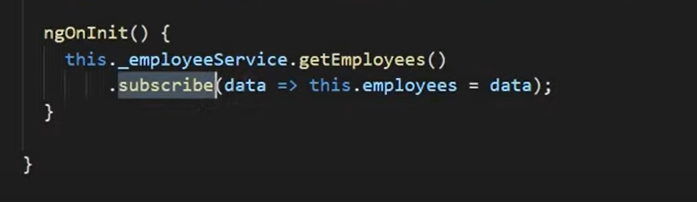 ngOnInit() {
this._employeeService.getEmployees()
.subscribe(data => this.employees = data);
}
}